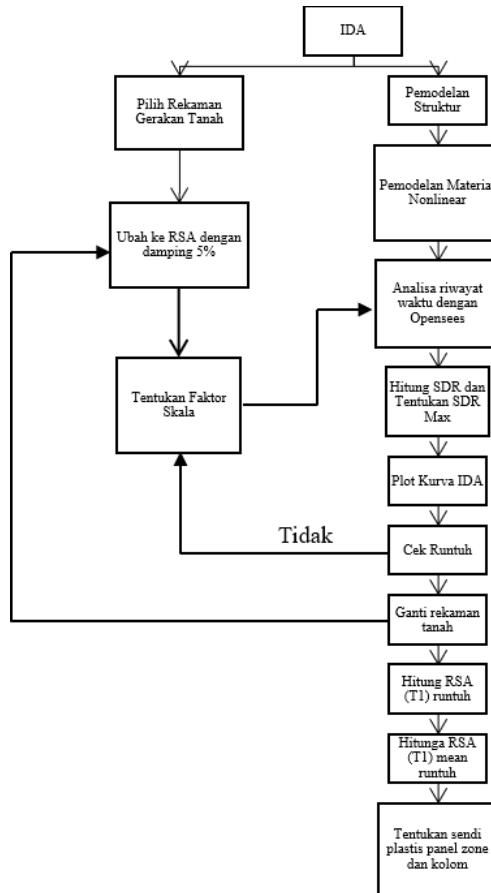 IDA
Pilih Rekaman
Gerakan Tanah
Pemodelan
Struktur
Pemodelan Material
Nonlinear
Ubah ke RSA dengan
damping 5%
Analisa riwayat
waktu dengan
Opensees
Tentukan Faktor
Skala
Hitung SDR dan
Tentukan SDR
Max
Plot Kurva IDA
Tidak
Cek Runtuh
Ganti rekaman
tanah
Hitung RSA
(T1) runtuh
Hitunga RSA
(T1) mean
runtuh
Tentukan sendi
plastis panel zone
dan kolom